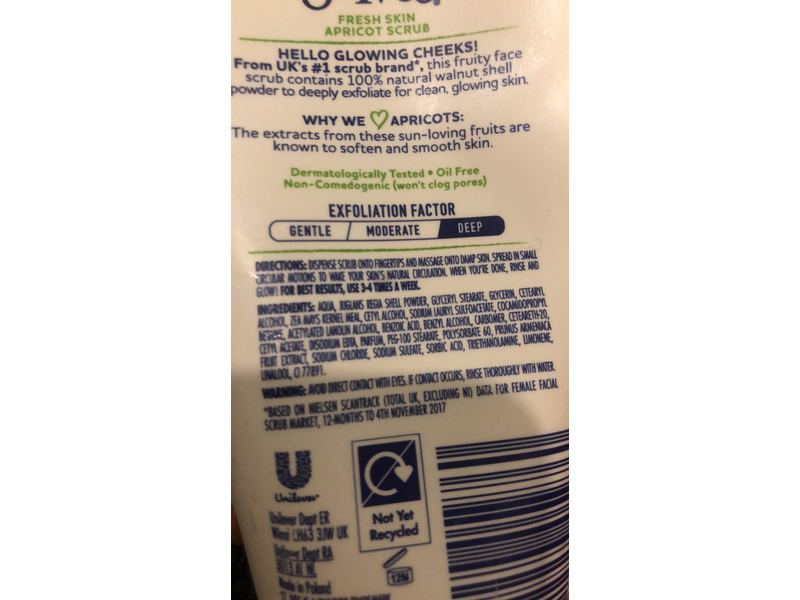 FRESH SKIN
APRICOT SCRUB
HELLO GLOWING CHEEKS!
From UK's #1 scrub brand*, this fruity face
scrub contains 100% natural walnut shell
powder to deeply exfoliate for clean, glowing skin.
WHY WE APRICOTS:
The extracts from these sun-loving fruits are
known to soften and smooth skin.
Dermatologically Tested • Oil Free
Non-Comedogenic (won't clog pores)
EXFOLIATION FACTOR
GENTLE MODERATE DEEP
DIRECTIONS: DISPENSE SCRUB ONTO FINGERTIPS AND MASSAGE ONTO DAMP SKIN. SPREAD IN SMALL
CIRCULAR MOTIONS TO WAKE YOUR SKIN'S NATURAL CIRCULATION. WHEN YOU'RE DONE, RINSE AND
GLOW! FOR BEST RESULTS, USE 3-4 TIMES A WEEK.
INGREDIENTS: AQUA, JUGLANS REGIA SHELL POWDER, GLYCERYL STEARATE, GLYCERIN, CETEARYL
ALCOHOL, ZEA MAYS KERNEL MEAL, CETYL ALCOHOL, SODIUM LAURYL SULFOACETATE, COCAMIDOPROPYL
BETAINE, ACETYLATED LANOLIN ALCOHOL, BENZOIC ACID, BENZYL ALCOHOL, CARBOMER, CETEARETH-20,
CETYL ACETATE, DISODIUM EDTA, PARFUM, PEG-100 STEARATE, POLYSORBATE 60, PRUNUS ARMENIACA
FRUIT EXTRACT, SODIUM CHLORIDE, SODIUM SULFATE, SORBIC ACID, TRIETHANOLAMINE, LIMONENE,
LINALOOL, CI 77891.
WARNING: AVOID DIRECT CONTACT WITH EYES. IF CONTACT OCCURS, RINSE THOROUGHLY WITH WATER.
*BASED ON NIELSEN SCANTRACK (TOTAL UK, EXCLUDING NI) DATA FOR FEMALE FACIAL
SCRUB MARKET, 12-MONTHS TO 4TH NOVEMBER 2017
Unilever
Not Yet
Recycled
Unilever Dept ER
Wirral CH63 3JW UK
Unilever Dept RA
3013 AL NL
Made in Poland
12M
TRADEMARK